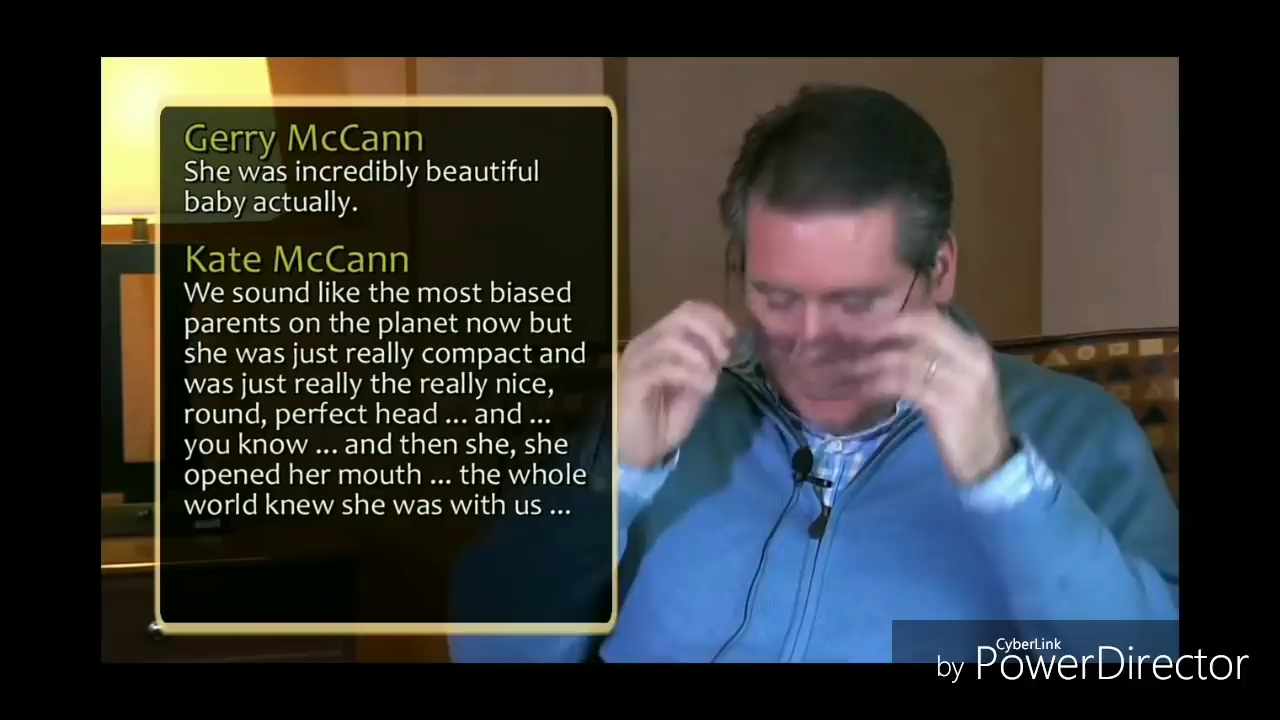 Gerry McCann
She was incredibly beautiful
baby actually.
Kate McCann
We sound like the most biased
parents on the planet now but
she was just really compact and
was just really the really nice,
round, perfect head ... and ...
you know ... and then she, she
opened her mouth ... the whole
world knew she was with us ...
CyberLink
by PowerDirector